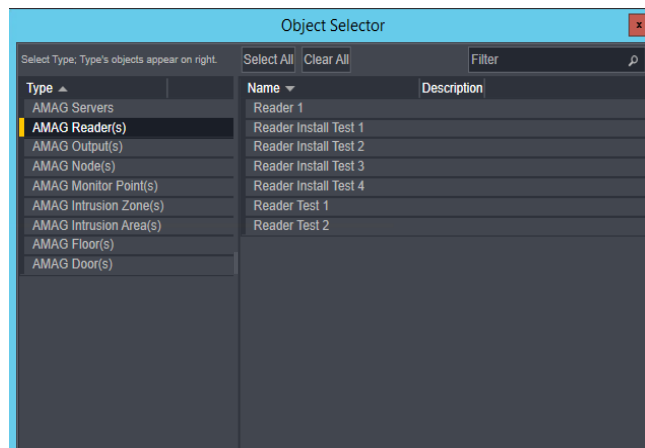 Object Selector
x
Select Type; Type's objects appear on right.
Select All
Clear All
Filter
Type
Name
Description
AMAG Servers
AMAG Reader(s)
AMAG Output(s)
AMAG Node(s)
AMAG Monitor Point(s)
AMAG Intrusion Zone(s)
AMAG Intrusion Area(s)
AMAG Floor(s)
AMAG Door(s)
Reader 1
Reader Install Test 1
Reader Install Test 2
Reader Install Test 3
Reader Install Test 4
Reader Test 1
Reader Test 2